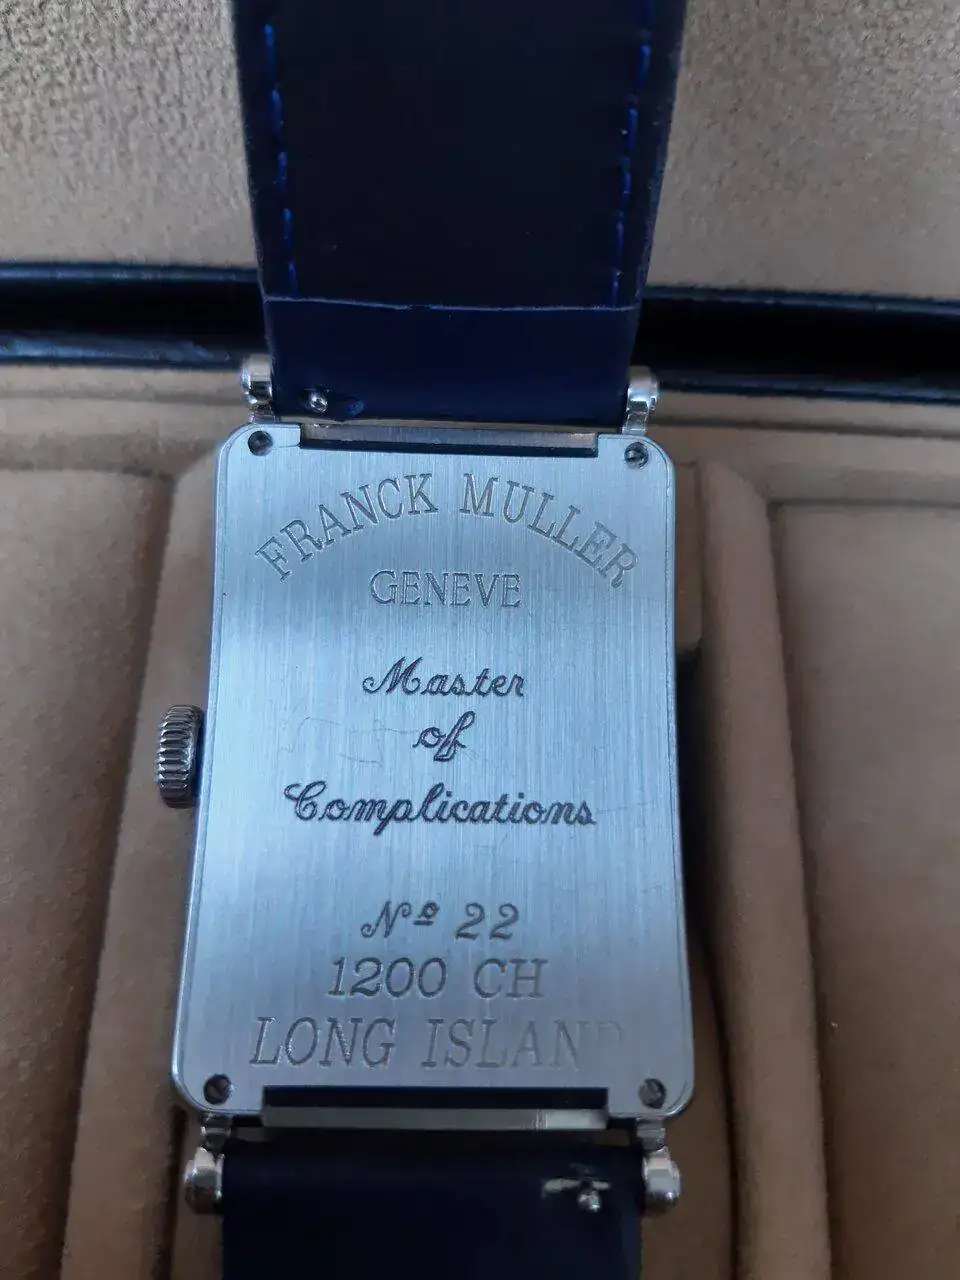 FRANCK MULLER
GENEVE
Master
of
Complications
Nº 22
1200 CH
LONG ISLAND